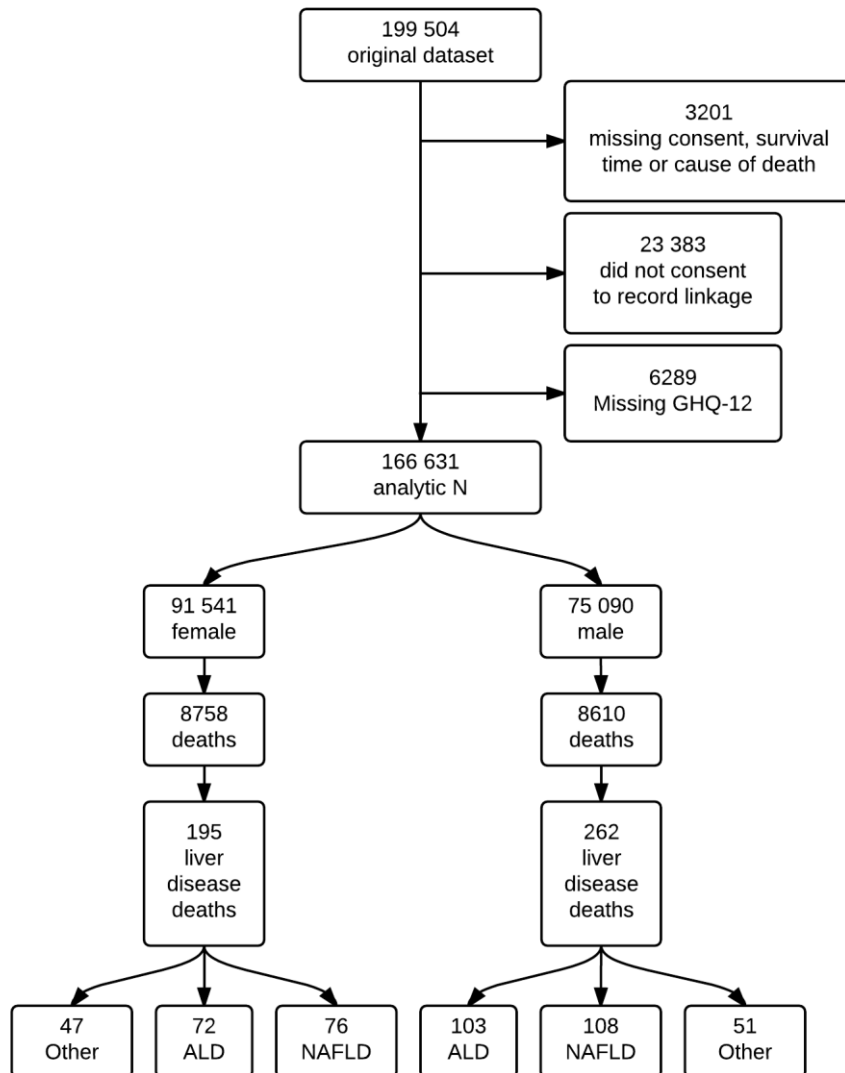 199 504
original dataset
3201
missing consent, survival
time or cause of death
23 383
did not consent
to record linkage
6289
Missing GHQ-12
166 631
analytic N
91 541
female
75 090
male
8758
deaths
8610
deaths
195
liver
disease
deaths
262
liver
disease
deaths
47
Other
72
ALD
76
NAFLD
103
ALD
108
NAFLD
51
Other